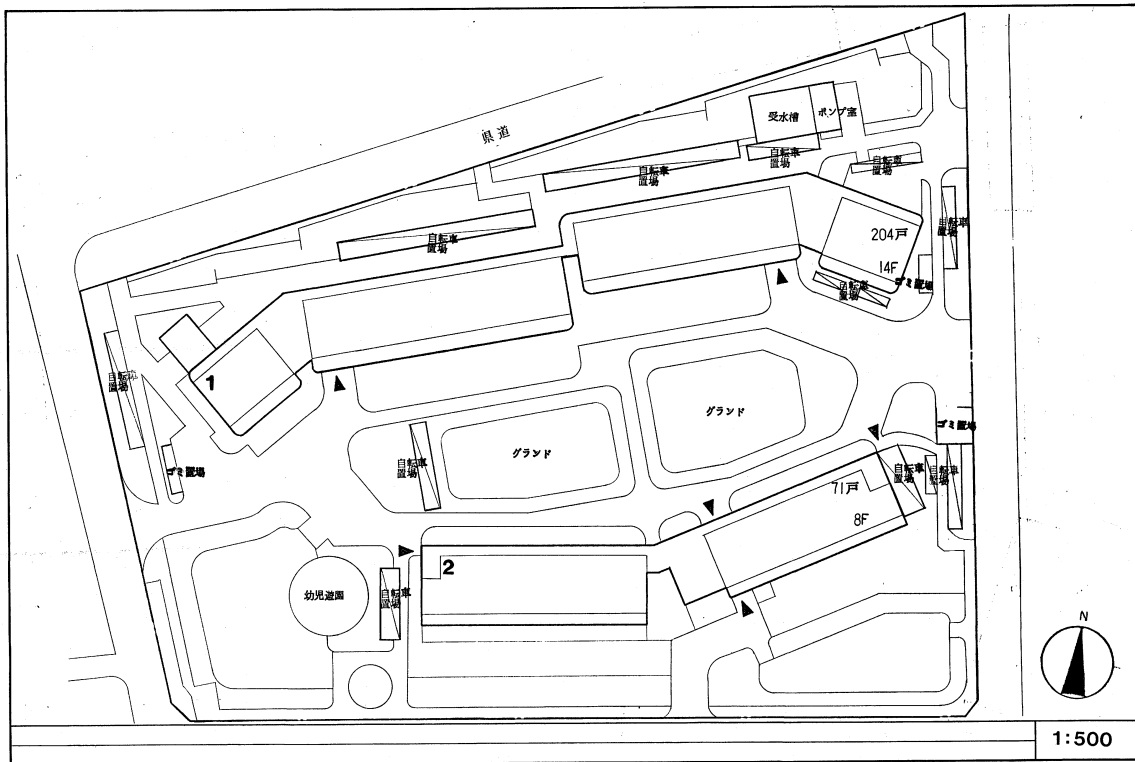 県道
受水槽
ポンプ室
自転車
置場
自転車
置場
自転車
置場
自転車
置場
自転車
置場
204戸
14F
自転車
置場
ゴミ置場
1
自転車
置場
ゴミ置場
グランド
グランド
自転車
置場
ゴミ置場
自転車
置場
自転車
置場
71戸
8F
2
幼児遊園
自転車
置場
N
1:500